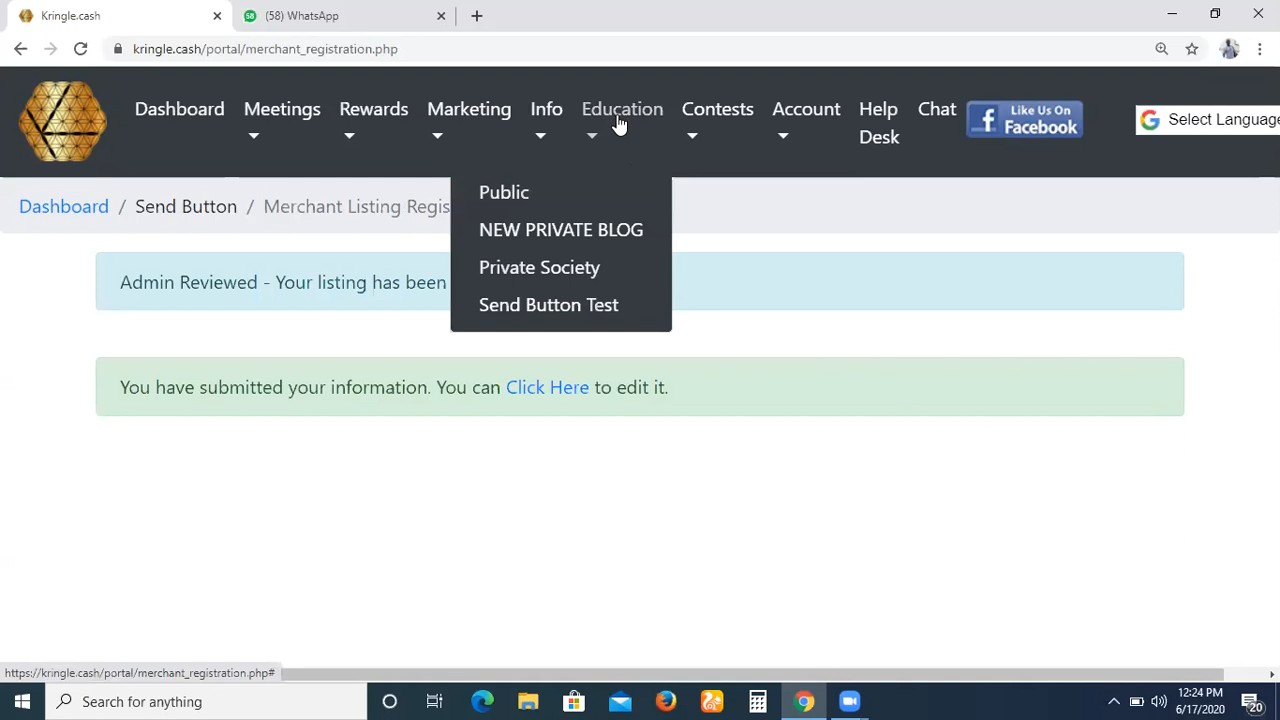 Kringle.cash
(58) WhatsApp
kringle.cash/portal/merchant_registration.php
Dashboard Meetings Rewards Marketing Info Education Contests Account Help Desk Chat
Like Us On
Facebook
Select Language
Public
NEW PRIVATE BLOG
Private Society
Send Button Test
Dashboard / Send Button / Merchant Listing Regis
Admin Reviewed - Your listing has been
You have submitted your information. You can Click Here to edit it.
https://kringle.cash/portal/merchant_registration.php#
Search for anything
12:24 PM
6/17/2020
20